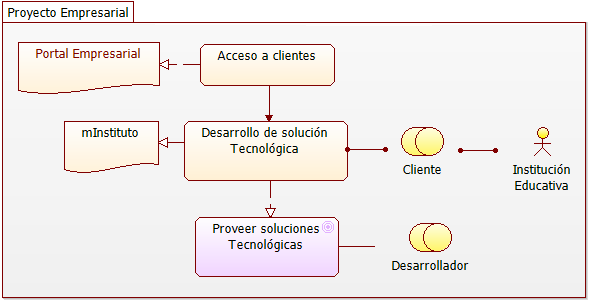 Proyecto Empresarial
Portal Empresarial
Acceso a clientes
mInstituto
Desarrollo de solución
Tecnológica
Cliente
Institución
Educativa
Proveer soluciones
Tecnológicas
Desarrollador